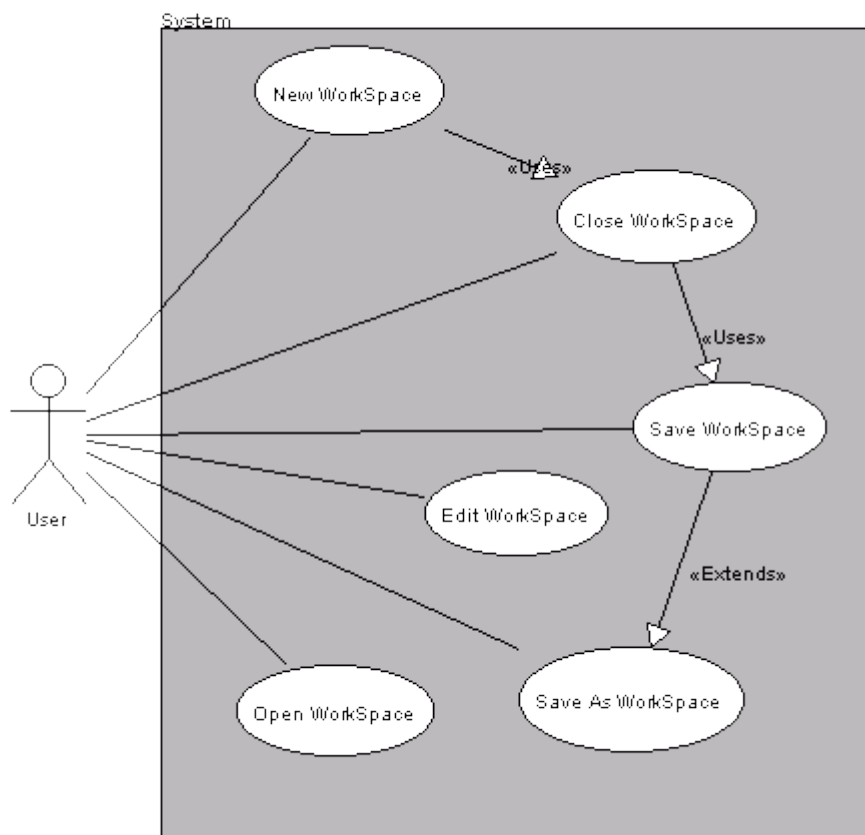 System
New WorkSpace
«Uses»
Close WorkSpace
«Uses»
Save WorkSpace
Edit WorkSpace
User
«Extends»
Save As WorkSpace
Open WorkSpace